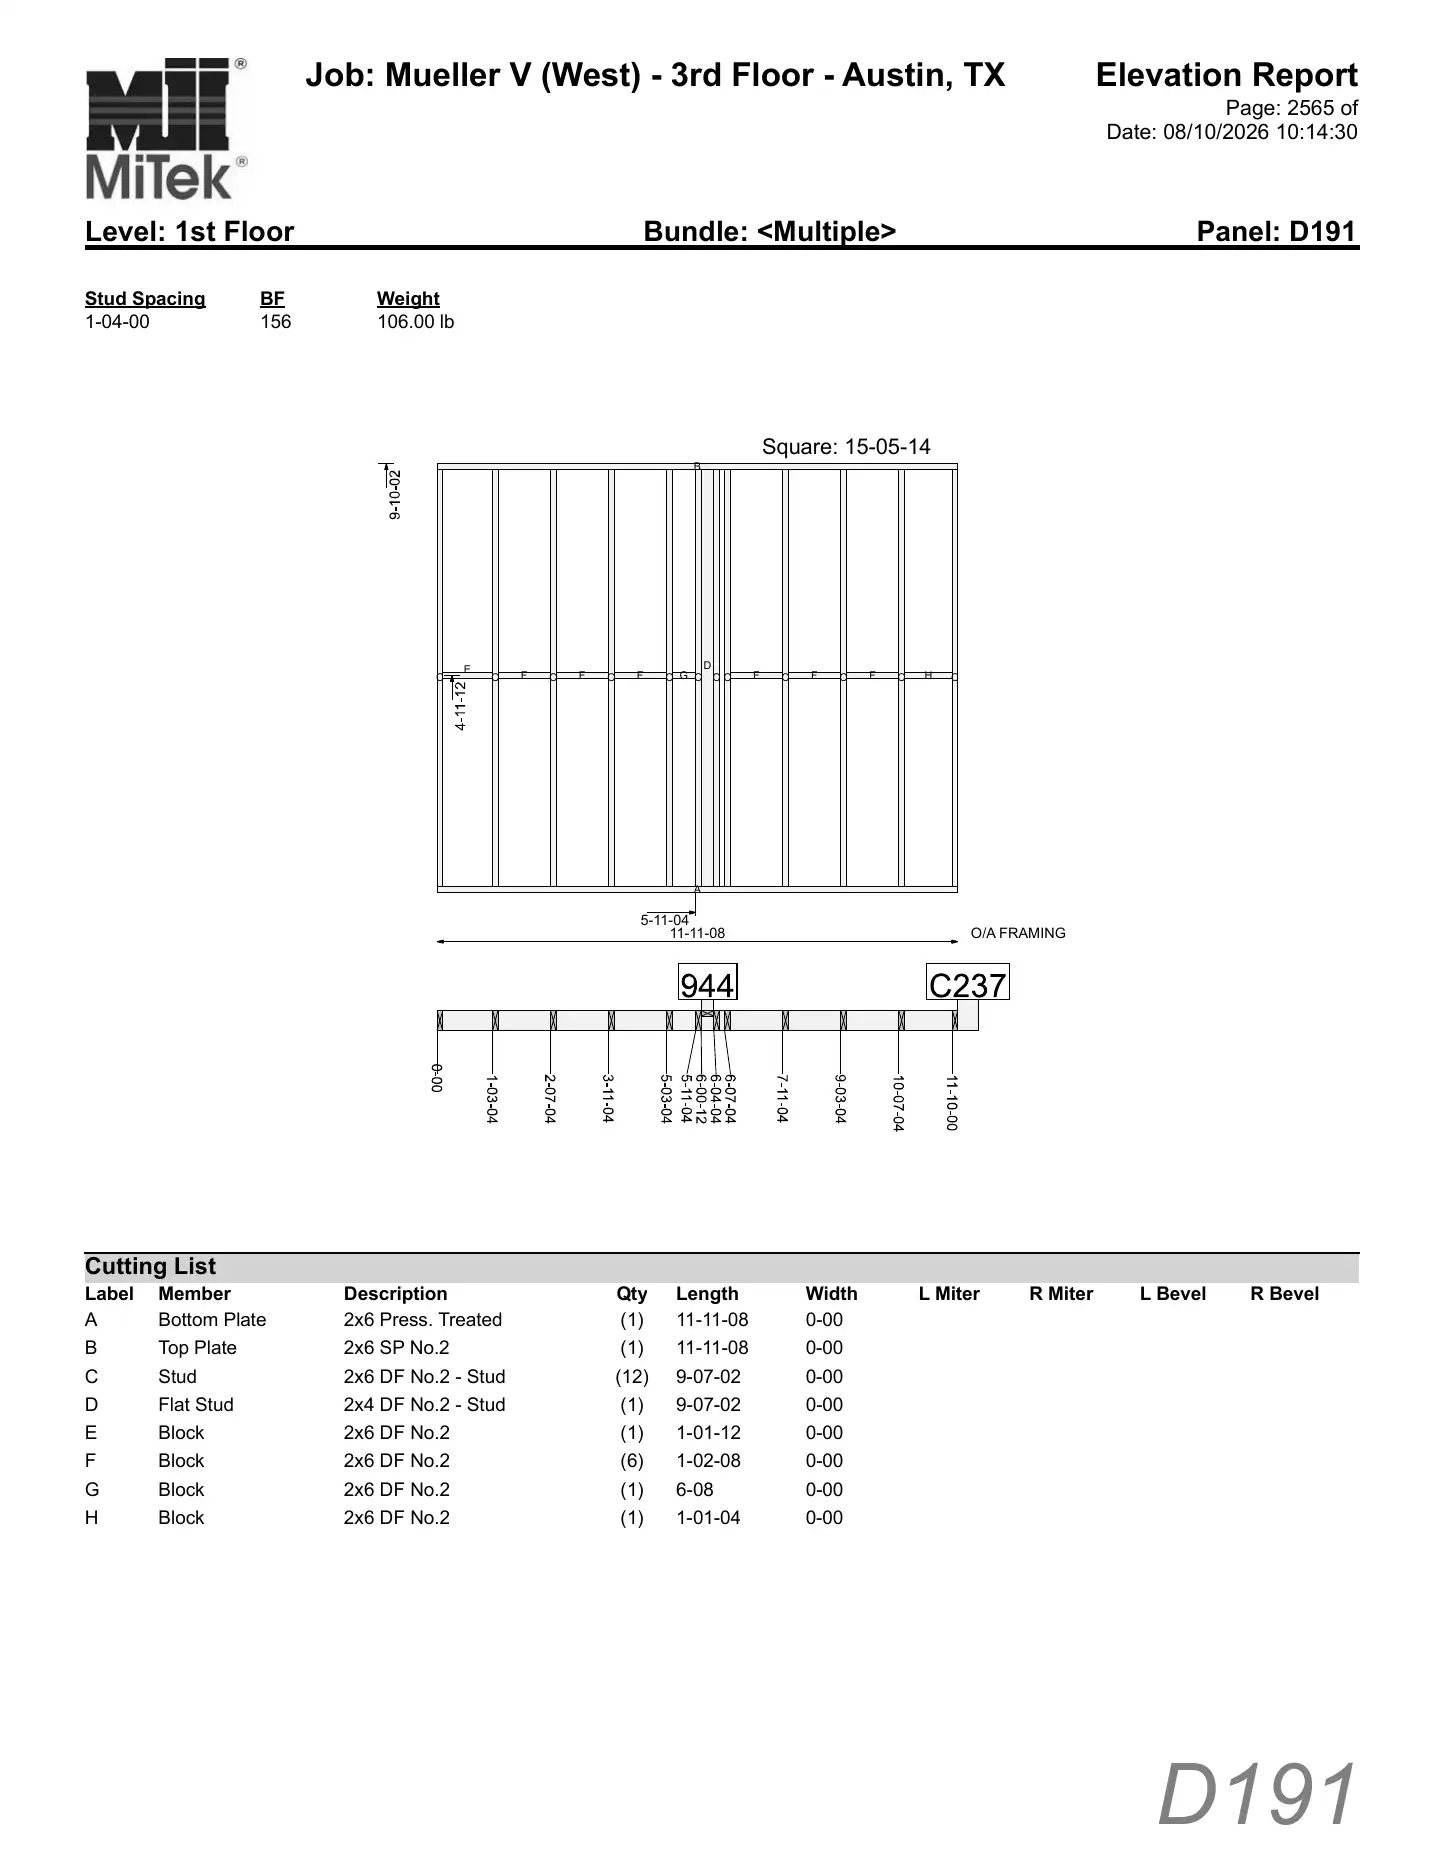 Job: Mueller V (West) - 3rd Floor - Austin, TX
Elevation Report
Page: 2565 of
Date: 08/10/2026 10:14:30
MiTek®
Level: 1st Floor Bundle: <Multiple> Panel: D191
Stud Spacing BF Weight
1-04-00 156 106.00 lb
Square: 15-05-14
B
9-10-02
D
E F F F G F F F H
4-11-12
A
5-11-04
11-11-08 O/A FRAMING
944 C237
0-00 1-03-04 2-07-04 3-11-04 5-03-04 5-11-04 6-00-12 6-04-04 6-07-04 7-11-04 9-03-04 10-07-04 11-10-00
Cutting List
Label Member Description Qty Length Width L Miter R Miter L Bevel R Bevel
A Bottom Plate 2x6 Press. Treated (1) 11-11-08 0-00
B Top Plate 2x6 SP No.2 (1) 11-11-08 0-00
C Stud 2x6 DF No.2 - Stud (12) 9-07-02 0-00
D Flat Stud 2x4 DF No.2 - Stud (1) 9-07-02 0-00
E Block 2x6 DF No.2 (1) 1-01-12 0-00
F Block 2x6 DF No.2 (6) 1-02-08 0-00
G Block 2x6 DF No.2 (1) 6-08 0-00
H Block 2x6 DF No.2 (1) 1-01-04 0-00
D191